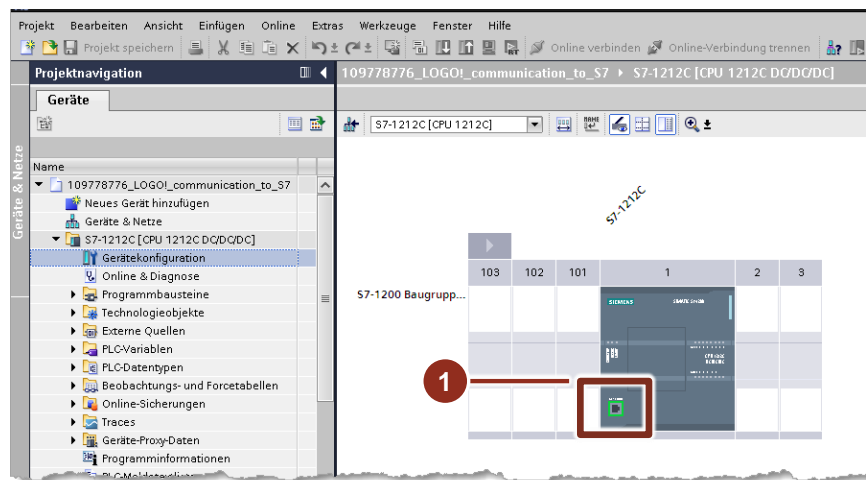 Projekt Bearbeiten Ansicht Einfügen Online Extras Werkzeuge Fenster Hilfe
Projekt speichern Online verbinden Online-Verbindung trennen
Projektnavigation
109778776_LOGO!_communication_to_S7 S7-1212C [CPU 1212C DC/DC/DC]
Geräte
S7-1212C [CPU 1212C]
Geräte & Netze
Name
109778776_LOGO!_communication_to_S7
Neues Gerät hinzufügen
Geräte & Netze
S7-1212C [CPU 1212C DC/DC/DC]
Gerätekonfiguration
Online & Diagnose
Programmbausteine
Technologieobjekte
Externe Quellen
PLC-Variablen
PLC-Datentypen
Beobachtungs- und Forcetabellen
Online-Sicherungen
Traces
Geräte-Proxy-Daten
Programminformationen
S7-1212C
103 102 101 1 2 3
S7-1200 Baugrupp...
SIEMENS
1